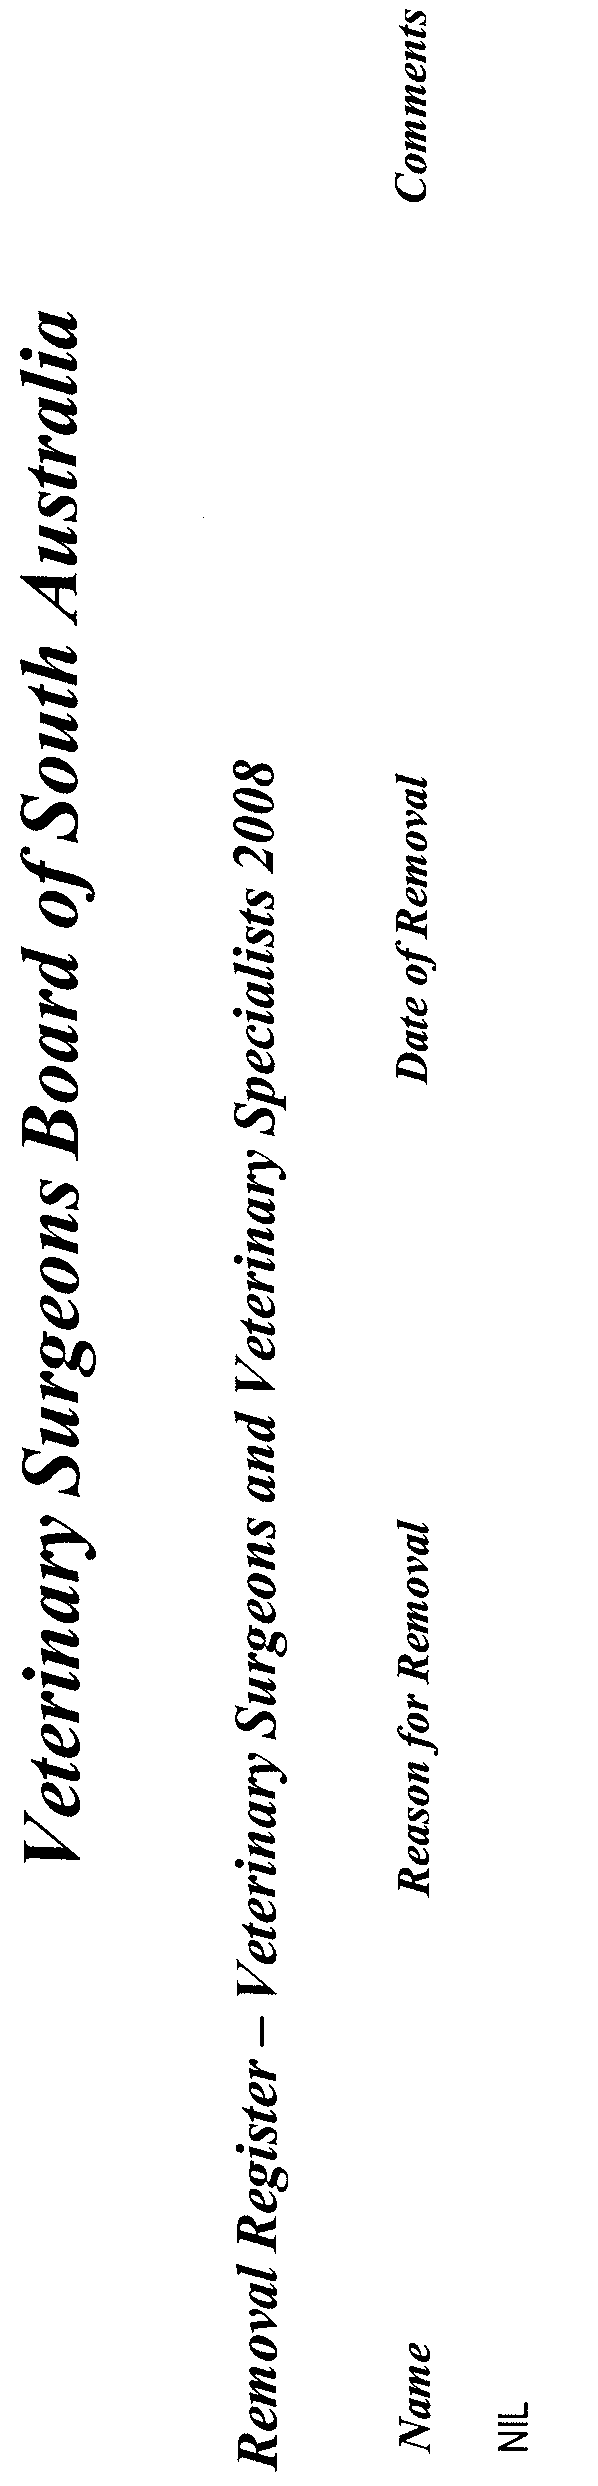 Veterinary Surgeons Board of South Australia
Removal Register – Veterinary Surgeons and Veterinary Specialists 2008
Name Reason for Removal Date of Removal Comments
NIL